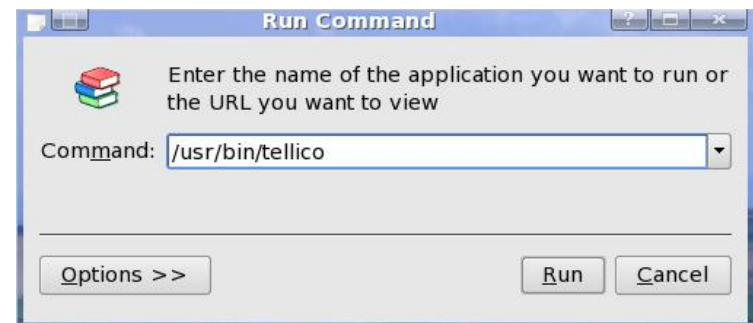 Run Command
?
Enter the name of the application you want to run or
the URL you want to view
Command: /usr/bin/tellico
Options >> Run Cancel